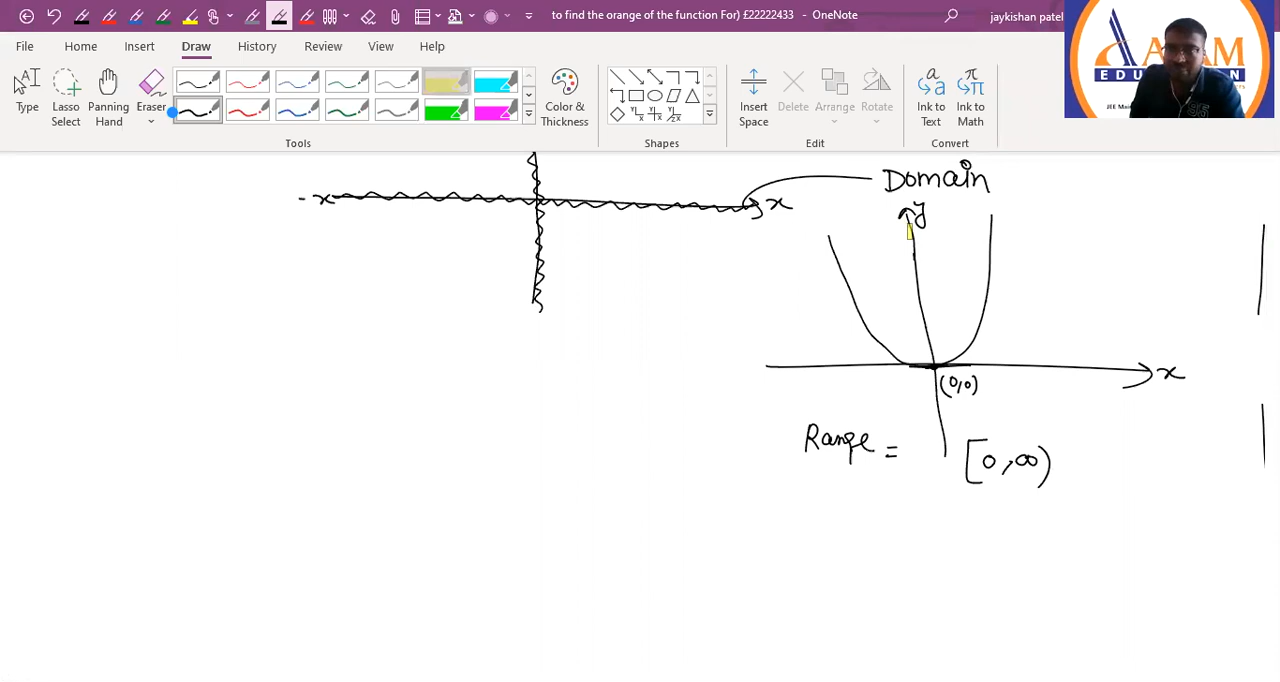 to find the orange of the function For) £22222433 - OneNote
jaykishan patel
File Home Insert Draw History Review View Help
Type
Lasso Select
Panning Hand
Eraser
Color & Thickness
Insert Space
Delete
Arrange
Rotate
Ink to Text
Ink to Math
Tools
Shapes
Edit
Convert
EDU
Domain
-x
x
y
x
(0,0)
Range = [0,∞)